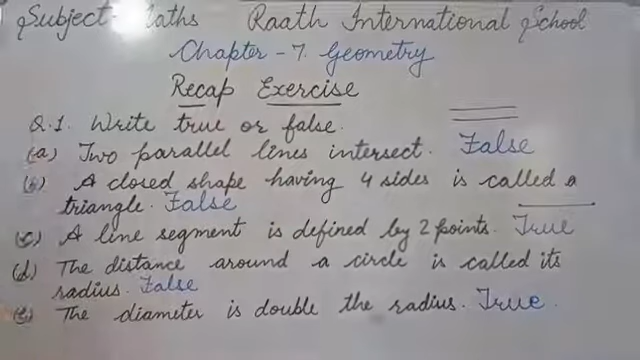 Subject- Maths Raath International School
Chapter - 7. Geometry
Recap Exercise
Q.1. Write true or false.
(a) Two parallel lines intersect. False
(b) A closed shape having 4 sides is called a
triangle. False
(c) A line segment is defined by 2 points. True
(d) The distance around a circle is called its
radius. False
(e) The diameter is double the radius. True.